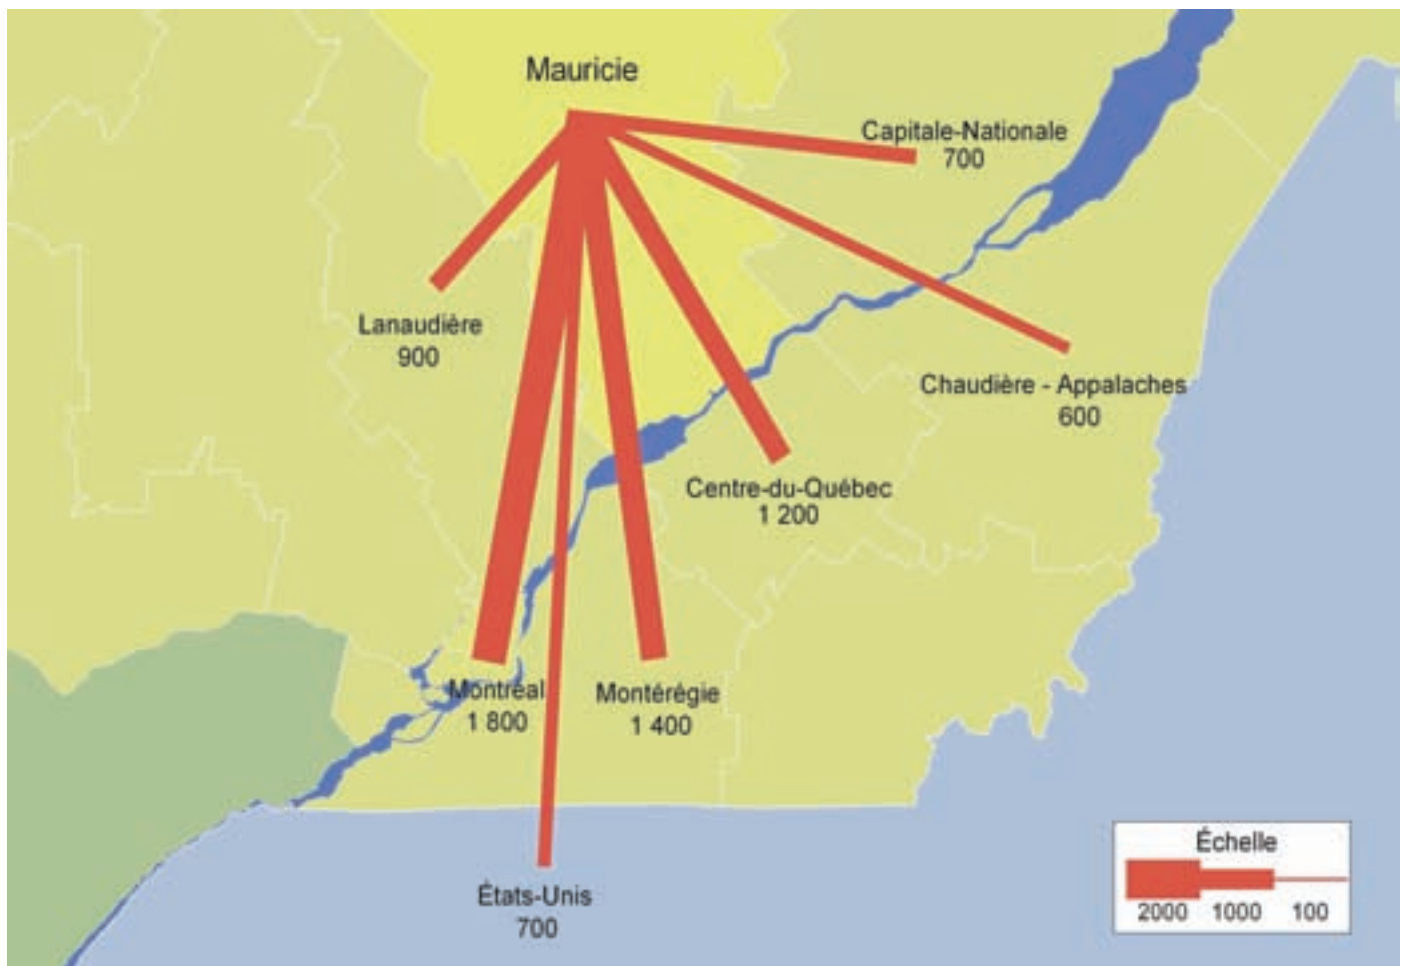 Mauricie
Capitale-Nationale
700
Lanaudière
900
Chaudière - Appalaches
600
Centre-du-Québec
1 200
Montréal
1 800
Montérégie
1 400
États-Unis
700
Échelle
2000 1000 100